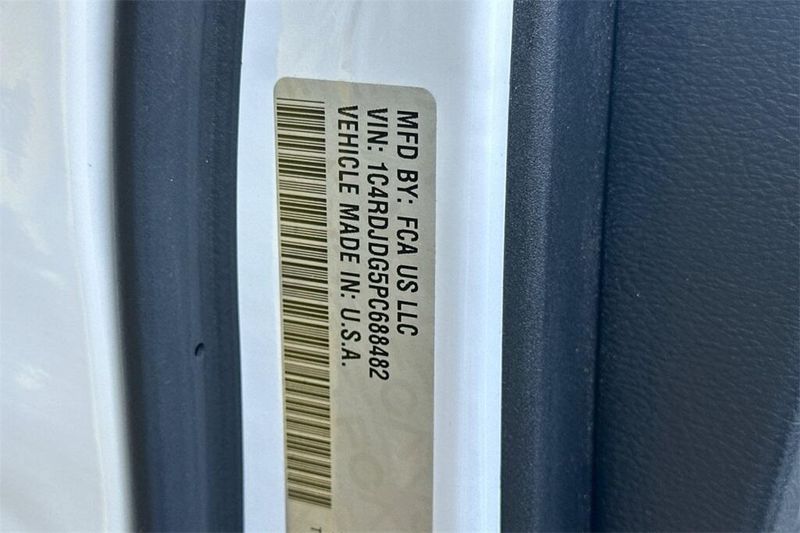 MFD BY: FCA US LLC
VIN: 1C4RDJDG5PC688482
VEHICLE MADE IN: U.S.A.